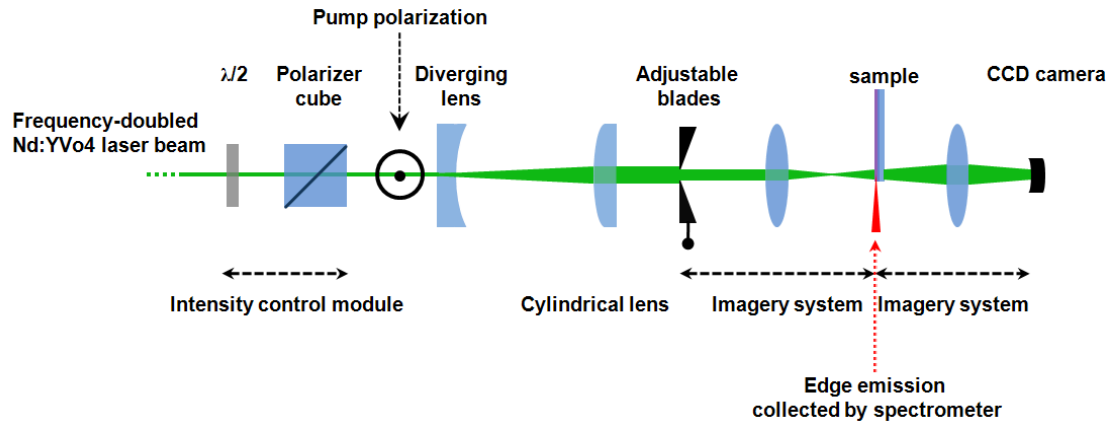 Pump polarization
λ/2
Polarizer
cube
Diverging
lens
Adjustable
blades
sample
CCD camera
Frequency-doubled
Nd:YVo4 laser beam
Intensity control module
Cylindrical lens
Imagery system
Imagery system
Edge emission
collected by spectrometer